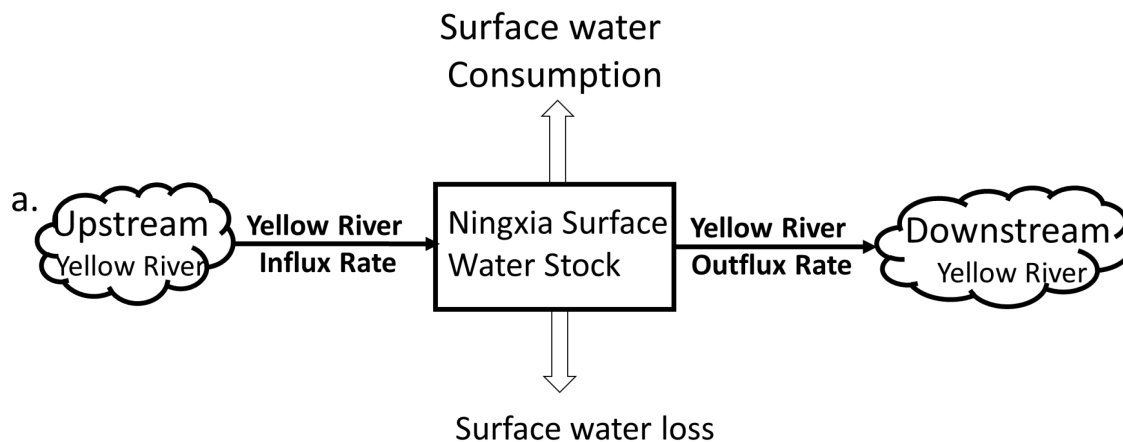 Surface water
Consumption
a.
Upstream
Yellow River
Yellow River
Influx Rate
Ningxia Surface
Water Stock
Yellow River
Outflux Rate
Downstream
Yellow River
Surface water loss